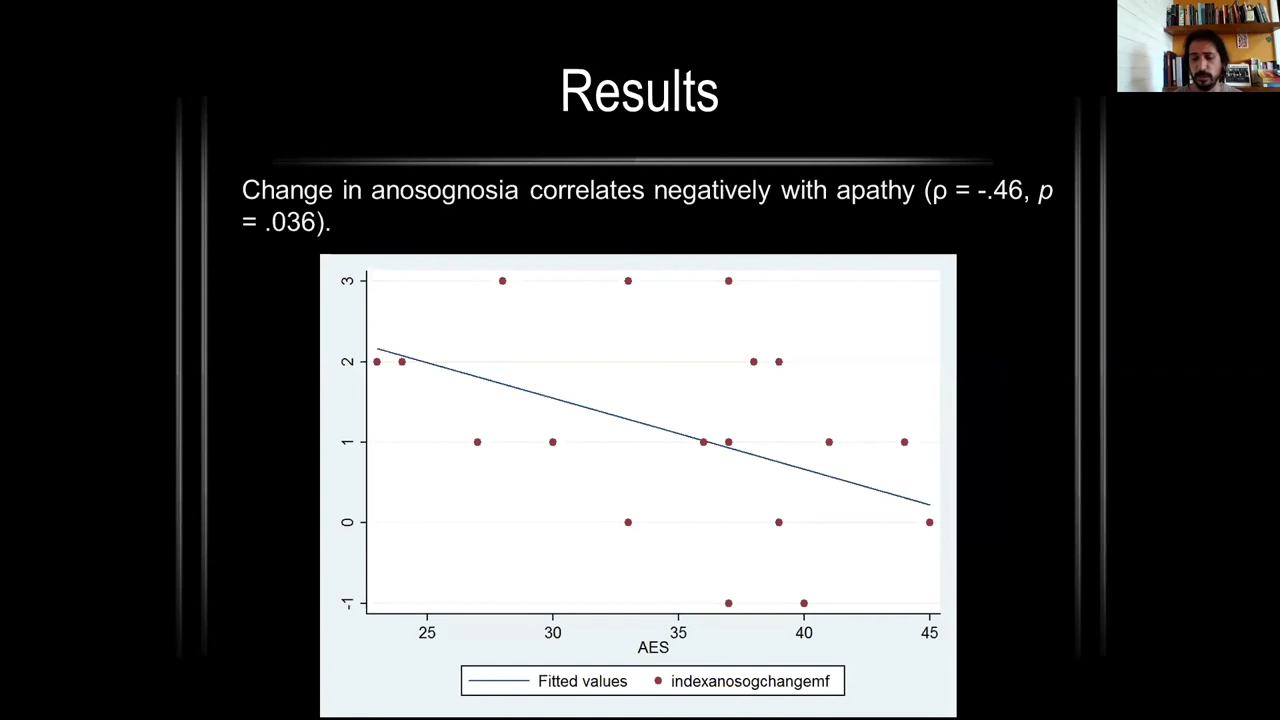 Results
Change in anosognosia correlates negatively with apathy (ρ = -.46, p
= .036).
3
2
1
0
-1
25 30 35 40 45
AES
Fitted values indexanosogchangemf